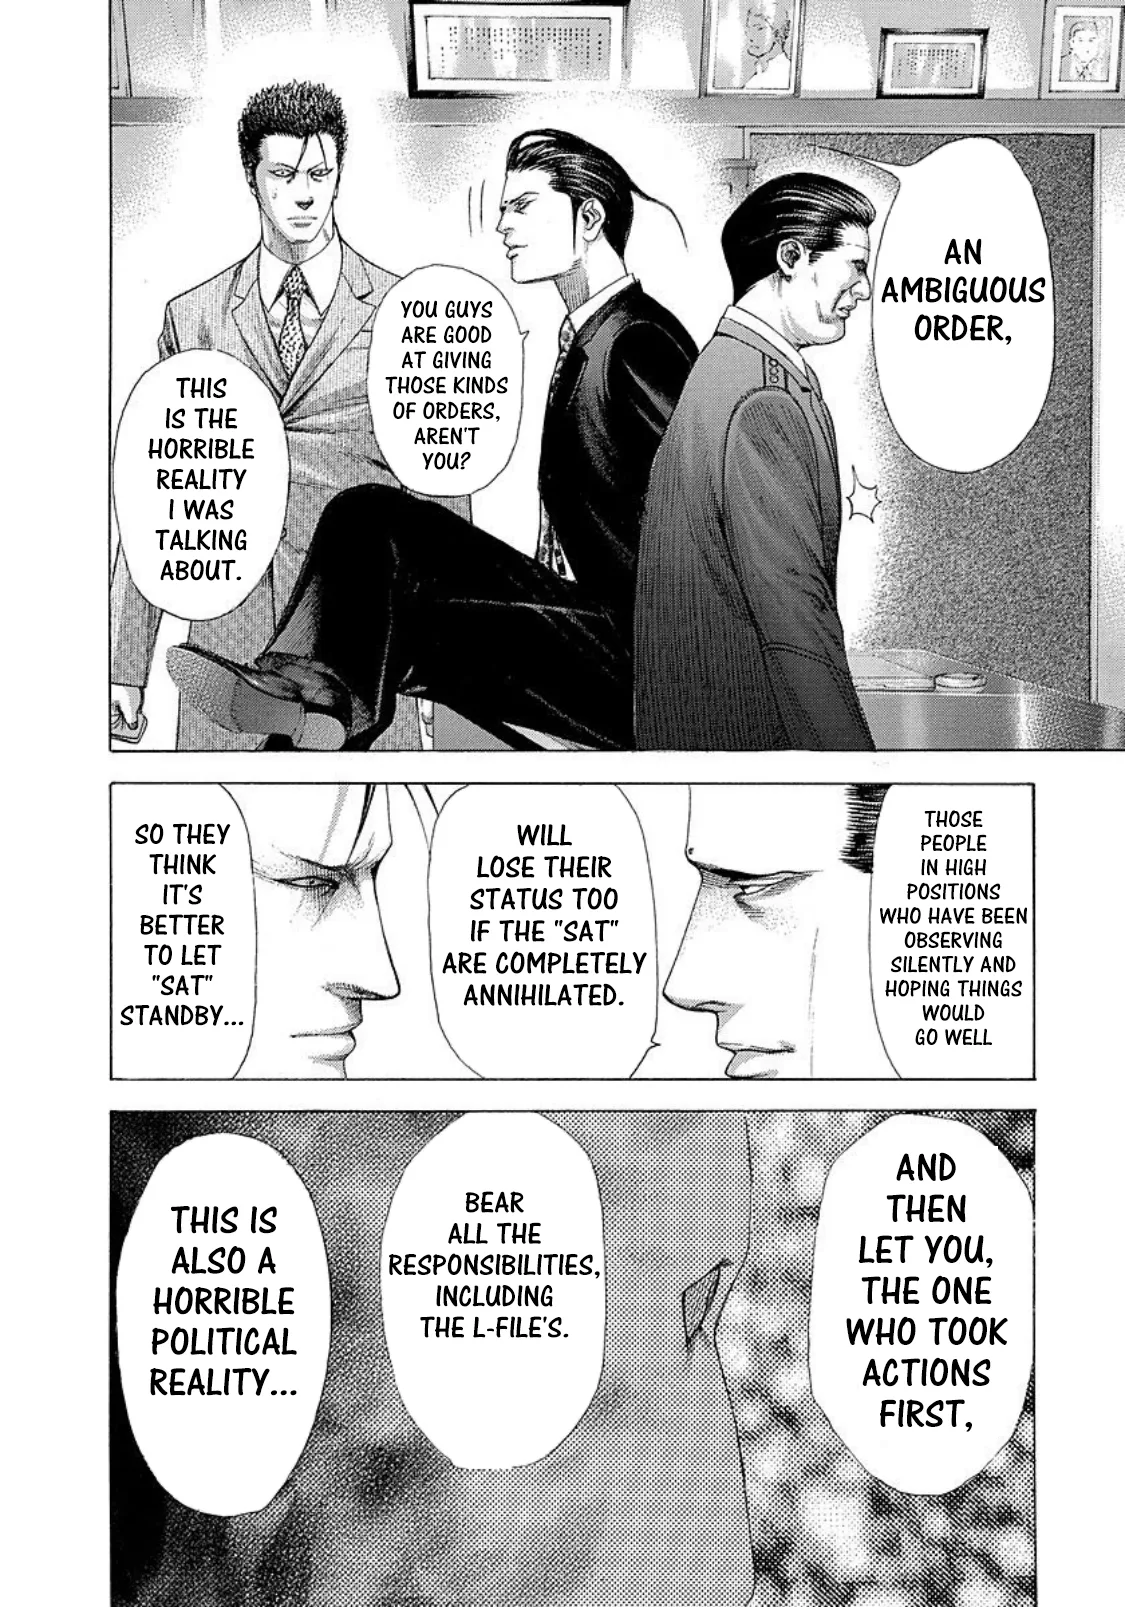 AN
AMBIGUOUS
ORDER,
YOU GUYS
ARE GOOD
AT GIVING
THOSE KINDS
OF ORDERS,
AREN'T
YOU?
THIS
IS THE
HORRIBLE
REALITY
I WAS
TALKING
ABOUT.
THOSE
PEOPLE
IN HIGH
POSITIONS
WHO HAVE BEEN
OBSERVING
SILENTLY AND
HOPING THINGS
WOULD
GO WELL
WILL
LOSE THEIR
STATUS TOO
IF THE "SAT"
ARE COMPLETELY
ANNIHILATED.
SO THEY
THINK
IT'S
BETTER
TO LET
"SAT"
STANDBY...
AND
THEN
LET YOU,
THE ONE
WHO TOOK
ACTIONS
FIRST,
BEAR
ALL THE
RESPONSIBILITIES,
INCLUDING
THE L-FILE'S.
THIS IS
ALSO A
HORRIBLE
POLITICAL
REALITY...